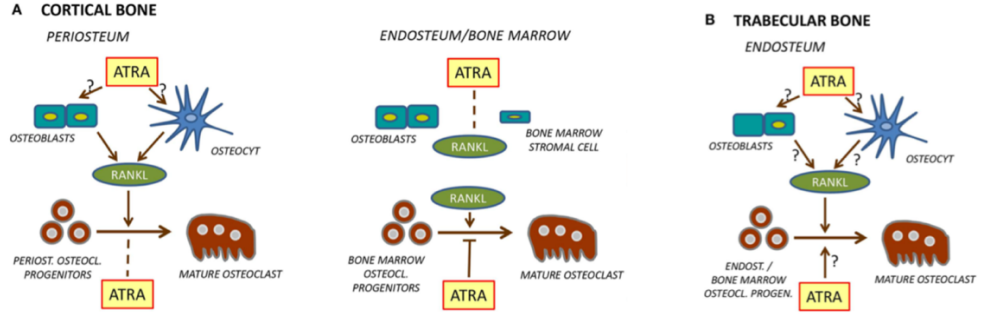 A CORTICAL BONE
PERIOSTEUM
ATRA
? ?
OSTEOBLASTS
OSTEOCYT
RANKL
PERIOST. OSTEOCL.
PROGENITORS
MATURE OSTEOCLAST
ATRA
ENDOSTEUM/BONE MARROW
ATRA
OSTEOBLASTS
BONE MARROW
STROMAL CELL
RANKL
RANKL
BONE MARROW
OSTEOCL.
PROGENITORS
MATURE OSTEOCLAST
ATRA
B TRABECULAR BONE
ENDOSTEUM
ATRA
? ?
OSTEOBLASTS
OSTEOCYT
? ?
RANKL
ENDOST. /
BONE MARROW
OSTEOCL. PROGEN.
MATURE OSTEOCLAST
?
ATRA